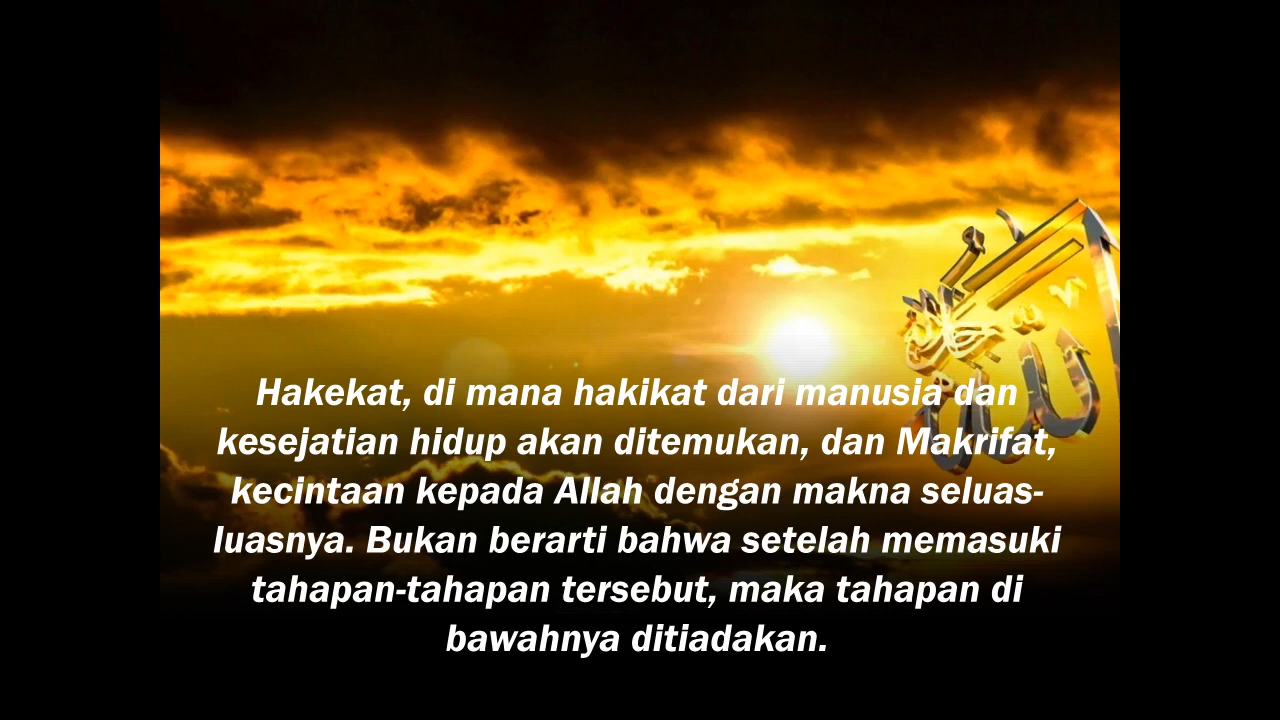 الله
Hakekat, di mana hakikat dari manusia dan
kesejatian hidup akan ditemukan, dan Makrifat,
kecintaan kepada Allah dengan makna seluas-
luasnya. Bukan berarti bahwa setelah memasuki
tahapan-tahapan tersebut, maka tahapan di
bawahnya ditiadakan.